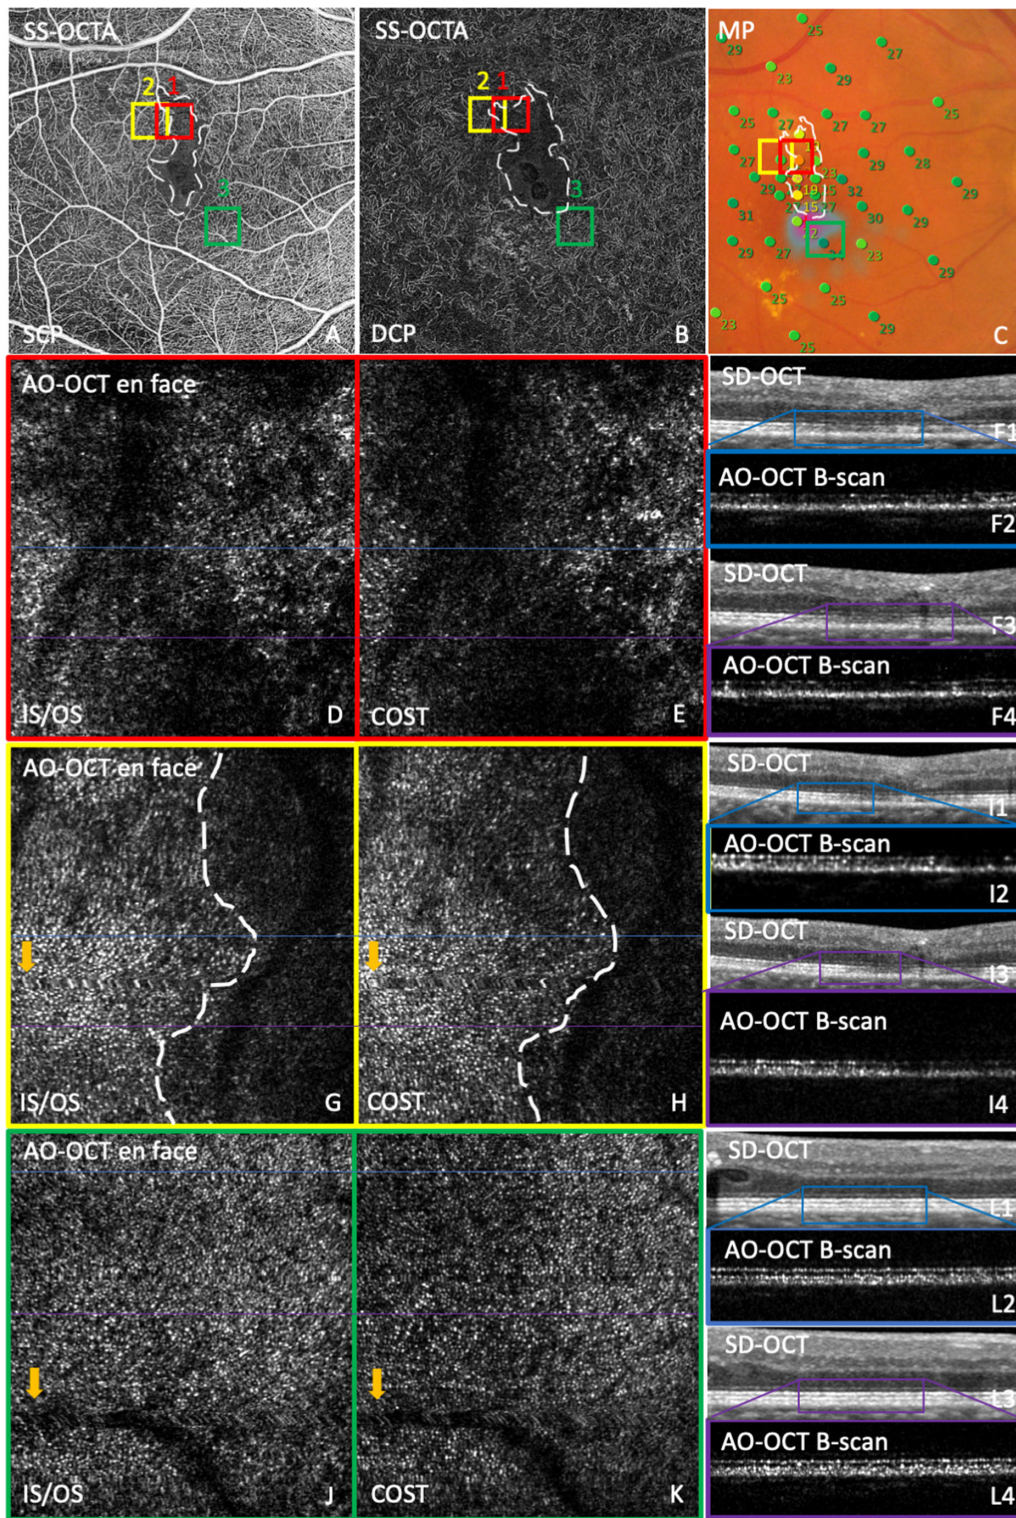 SS-OCTA
2 1
3
SCP A
SS-OCTA
2 1
3
DCP B
MP
25
29
27
23
29
25
25
27
27
27
29
28
23
29
32
29
19
25
31
27
15
30
29
22
29
27
23
29
25
25
23
29
25
C
AO-OCT en face
IS/OS D
COST E
SD-OCT
F1
AO-OCT B-scan
F2
SD-OCT
F3
AO-OCT B-scan
F4
AO-OCT en face
IS/OS G
COST H
SD-OCT
I1
AO-OCT B-scan
I2
SD-OCT
I3
AO-OCT B-scan
I4
AO-OCT en face
IS/OS J
COST K
SD-OCT
L1
AO-OCT B-scan
L2
SD-OCT
L3
AO-OCT B-scan
L4